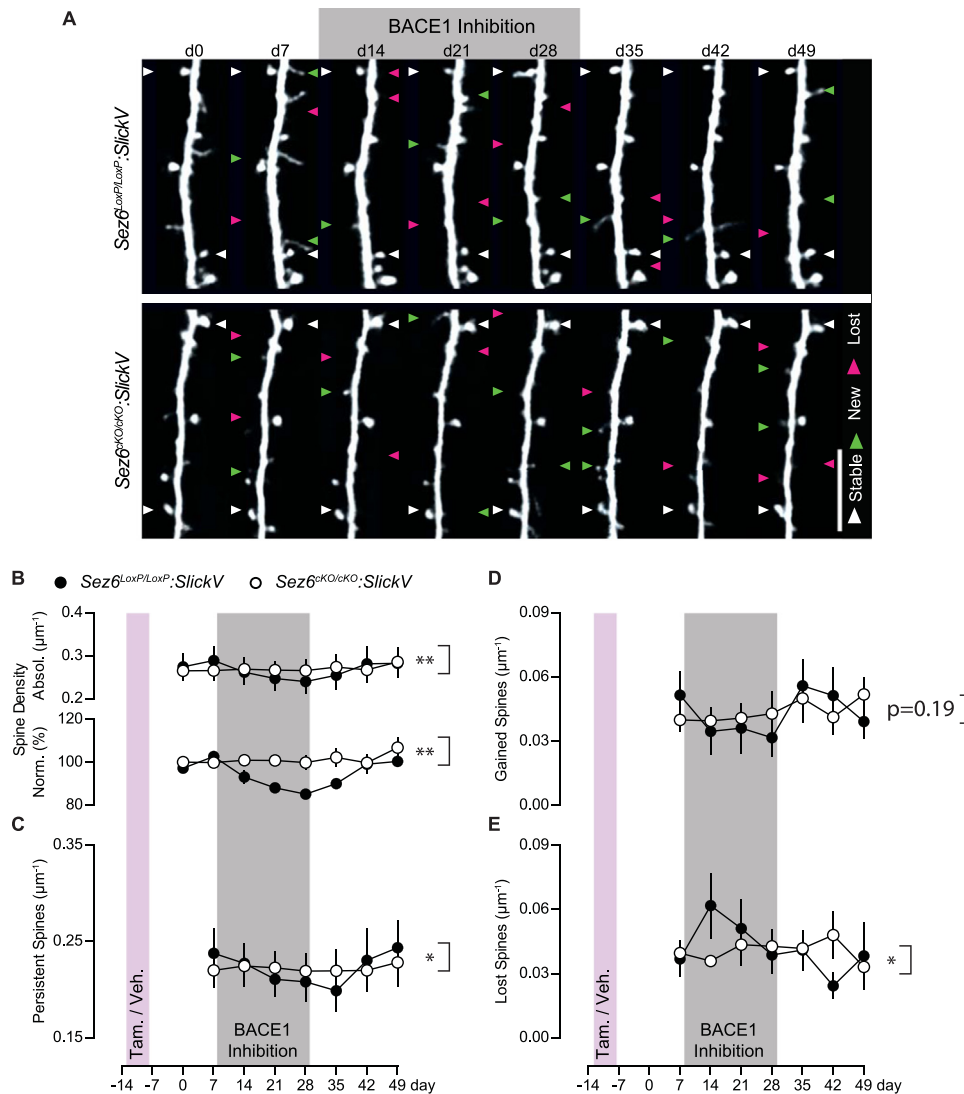 A
BACE1 Inhibition
d0 d7 d14 d21 d28 d35 d42 d49
Sez6LoxP/LoxP:SlickV
Sez6cKO/cKO:SlickV
Stable New Lost
B
Sez6LoxP/LoxP:SlickV Sez6cKO/cKO:SlickV
Spine Density
Absol. (µm-1)
0.4
0.3
0.2
**
Norm. (%)
120
100
80
**
C
Persistent Spines (µm-1)
0.35
0.25
0.15
*
Tam. / Veh.
BACE1
Inhibition
-14 -7 0 7 14 21 28 35 42 49 day
D
Gained Spines (µm-1)
0.09
0.06
0.03
0.00
p=0.19
E
Lost Spines (µm-1)
0.09
0.06
0.03
0.00
*
Tam. / Veh.
BACE1
Inhibition
-14 -7 0 7 14 21 28 35 42 49 day